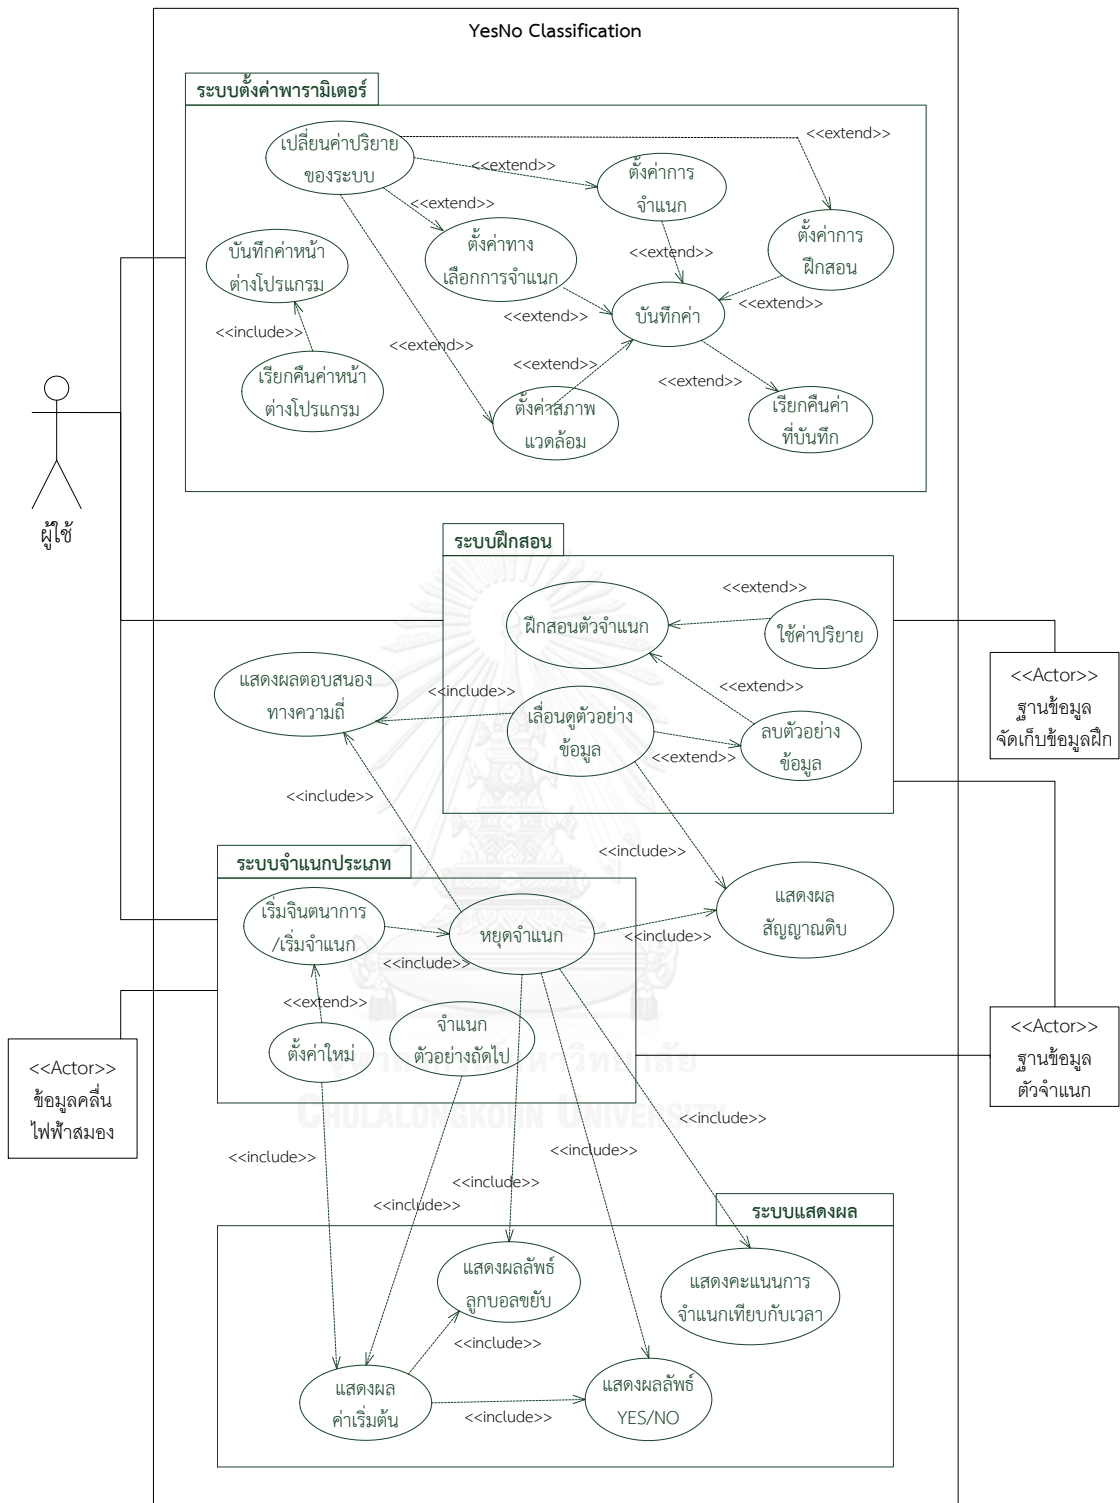 YesNo Classification
ระบบตั้งค่าพารามิเตอร์
เปลี่ยนค่าปริยาย
ของระบบ
<<extend>>
<<extend>>
ตั้งค่าการ
จำแนก
<<extend>>
ตั้งค่าทาง
เลือกการจำแนก
<<extend>>
ตั้งค่าการ
ฝึกสอน
บันทึกค่าหน้า
ต่างโปรแกรม
<<extend>>
<<extend>>
บันทึกค่า
<<include>>
<<extend>>
<<extend>>
<<extend>>
เรียกคืนค่าหน้า
ต่างโปรแกรม
ตั้งค่าสภาพ
แวดล้อม
เรียกคืนค่า
ที่บันทึก
ผู้ใช้
ระบบฝึกสอน
<<extend>>
ฝึกสอนตัวจำแนก
ใช้ค่าปริยาย
แสดงผลตอบสนอง
ทางความถี่
<<include>>
<<extend>>
เลื่อนดูตัวอย่าง
ข้อมูล
<<extend>>
ลบตัวอย่าง
ข้อมูล
<<Actor>>
ฐานข้อมูล
จัดเก็บข้อมูลฝึก
<<include>>
<<include>>
ระบบจำแนกประเภท
เริ่มจินตนาการ
/เริ่มจำแนก
หยุดจำแนก
แสดงผล
สัญญาณดิบ
<<include>>
<<include>>
<<extend>>
ตั้งค่าใหม่
จำแนก
ตัวอย่างถัดไป
<<Actor>>
ข้อมูลคลื่น
ไฟฟ้าสมอง
<<Actor>>
ฐานข้อมูล
ตัวจำแนก
จุฬาลงกรณ์มหาวิทยาลัย
CHULALONGKORN UNIVERSITY
<<include>>
<<include>>
<<include>>
<<include>>
<<include>>
ระบบแสดงผล
แสดงผลลัพธ์
ลูกบอลขยับ
แสดงคะแนนการ
จำแนกเทียบกับเวลา
<<include>>
แสดงผล
ค่าเริ่มต้น
<<include>>
แสดงผลลัพธ์
YES/NO